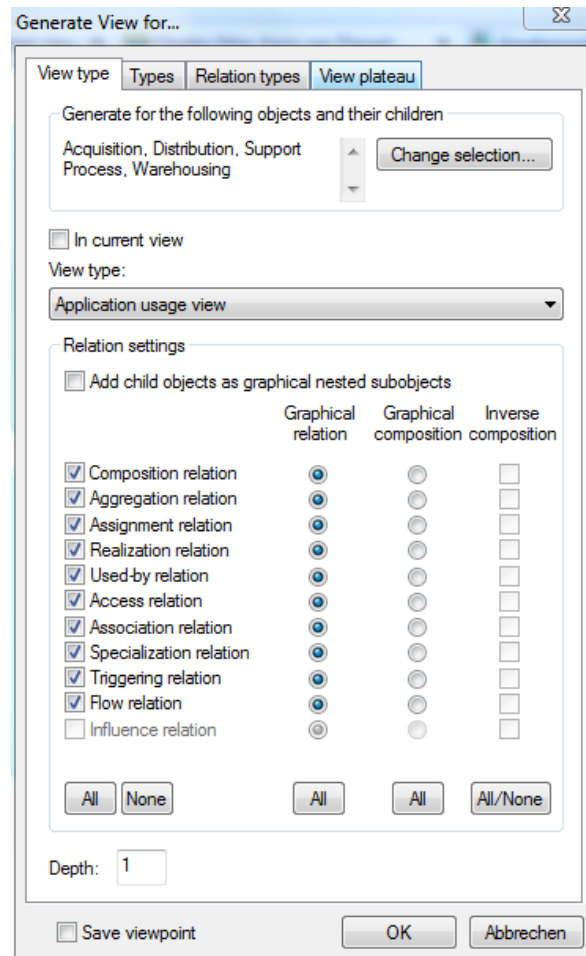 Generate View for...
View type
Types
Relation types
View plateau
Generate for the following objects and their children
Acquisition, Distribution, Support
Process, Warehousing
Change selection...
In current view
View type:
Application usage view
Relation settings
Add child objects as graphical nested subobjects
Graphical Graphical Inverse
relation composition composition
Composition relation
Aggregation relation
Assignment relation
Realization relation
Used-by relation
Access relation
Association relation
Specialization relation
Triggering relation
Flow relation
Influence relation
All None All All All/None
Depth: 1
Save viewpoint
OK
Abbrechen